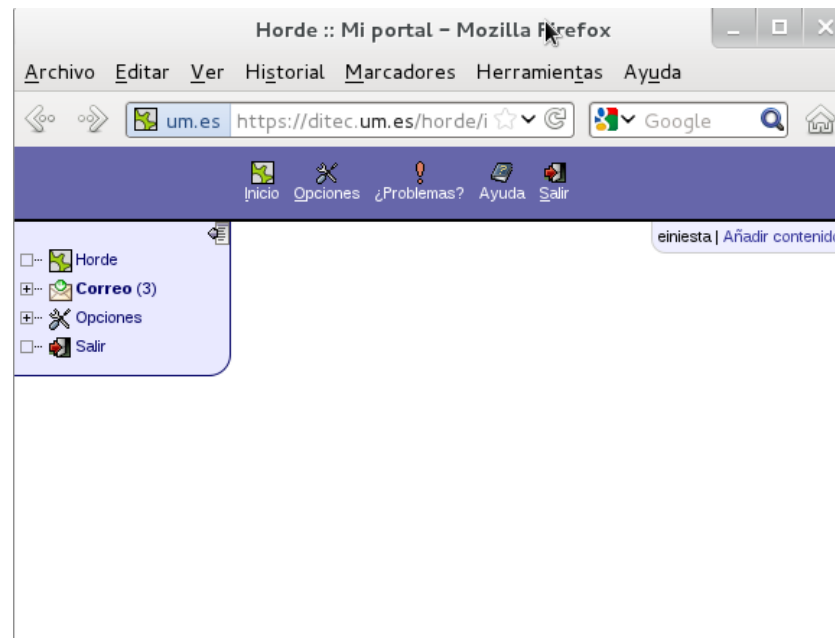 Horde :: Mi portal – Mozilla Firefox
Archivo Editar Ver Historial Marcadores Herramientas Ayuda
um.es https://ditec.um.es/horde/i Google
Inicio Opciones ¿Problemas? Ayuda Salir
einiesta | Añadir contenido
Horde
Correo (3)
Opciones
Salir